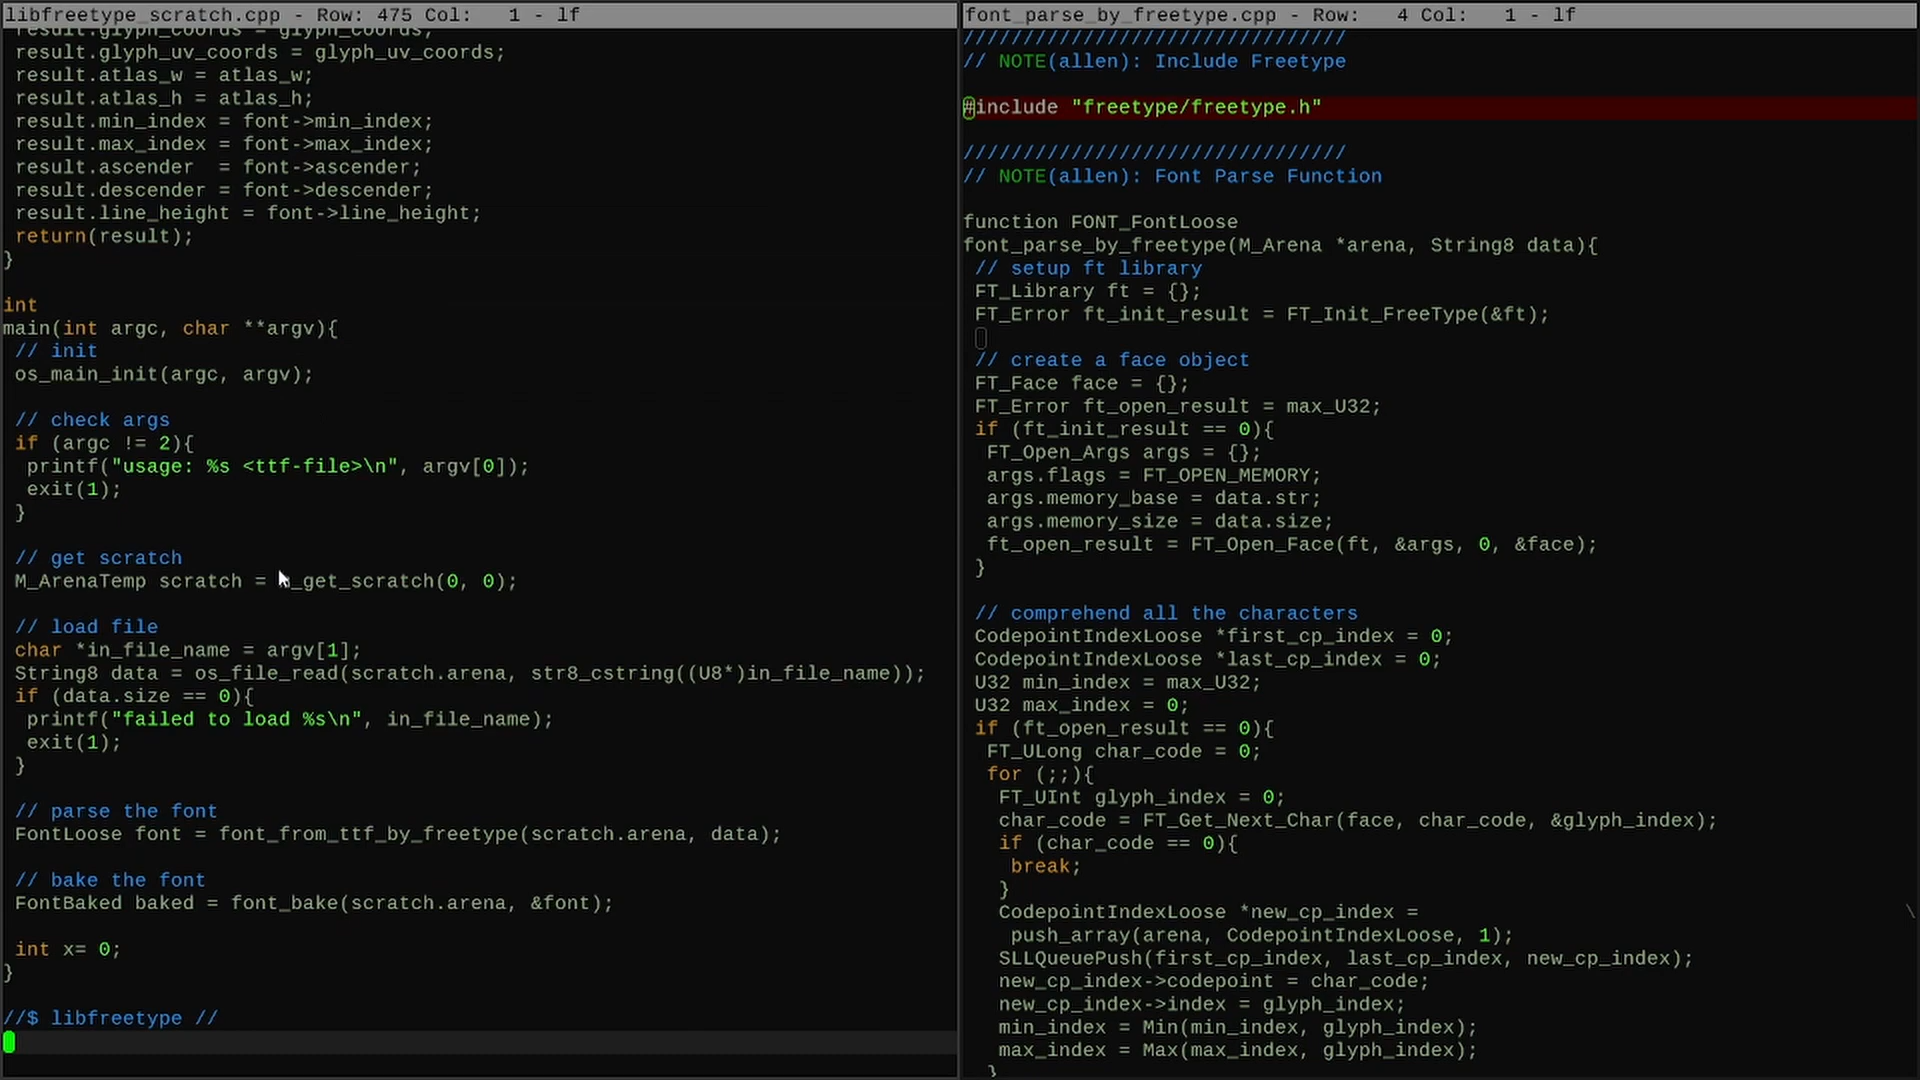 libfreetype_scratch.cpp - Row: 475 Col:   1 - lf
result.glyph_coords = glyph_coords;
result.glyph_uv_coords = glyph_uv_coords;
result.atlas_w = atlas_w;
result.atlas_h = atlas_h;
result.min_index = font->min_index;
result.max_index = font->max_index;
result.ascender  = font->ascender;
result.descender = font->descender;
result.line_height = font->line_height;
return(result);
}
int
main(int argc, char **argv){
// init
os_main_init(argc, argv);
// check args
if (argc != 2){
printf("usage: %s <ttf-file>\n", argv[0]);
exit(1);
}
// get scratch
M_ArenaTemp scratch = _get_scratch(0, 0);
// load file
char *in_file_name = argv[1];
String8 data = os_file_read(scratch.arena, str8_cstring((U8*)in_file_name));
if (data.size == 0){
printf("failed to load %s\n", in_file_name);
exit(1);
}
// parse the font
FontLoose font = font_from_ttf_by_freetype(scratch.arena, data);
// bake the font
FontBaked baked = font_bake(scratch.arena, &font);
int x= 0;
}
//$ libfreetype //
font_parse_by_freetype.cpp - Row:   4 Col:   1 - lf
////////////////////////////////
// NOTE(allen): Include Freetype
#include "freetype/freetype.h"
////////////////////////////////
// NOTE(allen): Font Parse Function
function FONT_FontLoose
font_parse_by_freetype(M_Arena *arena, String8 data){
// setup ft library
FT_Library ft = {};
FT_Error ft_init_result = FT_Init_FreeType(&ft);
// create a face object
FT_Face face = {};
FT_Error ft_open_result = max_U32;
if (ft_init_result == 0){
FT_Open_Args args = {};
args.flags = FT_OPEN_MEMORY;
args.memory_base = data.str;
args.memory_size = data.size;
ft_open_result = FT_Open_Face(ft, &args, 0, &face);
}
// comprehend all the characters
CodepointIndexLoose *first_cp_index = 0;
CodepointIndexLoose *last_cp_index = 0;
U32 min_index = max_U32;
U32 max_index = 0;
if (ft_open_result == 0){
FT_ULong char_code = 0;
for (;;){
FT_UInt glyph_index = 0;
char_code = FT_Get_Next_Char(face, char_code, &glyph_index);
if (char_code == 0){
break;
}
CodepointIndexLoose *new_cp_index = \
push_array(arena, CodepointIndexLoose, 1);
SLLQueuePush(first_cp_index, last_cp_index, new_cp_index);
new_cp_index->codepoint = char_code;
new_cp_index->index = glyph_index;
min_index = Min(min_index, glyph_index);
max_index = Max(max_index, glyph_index);
}